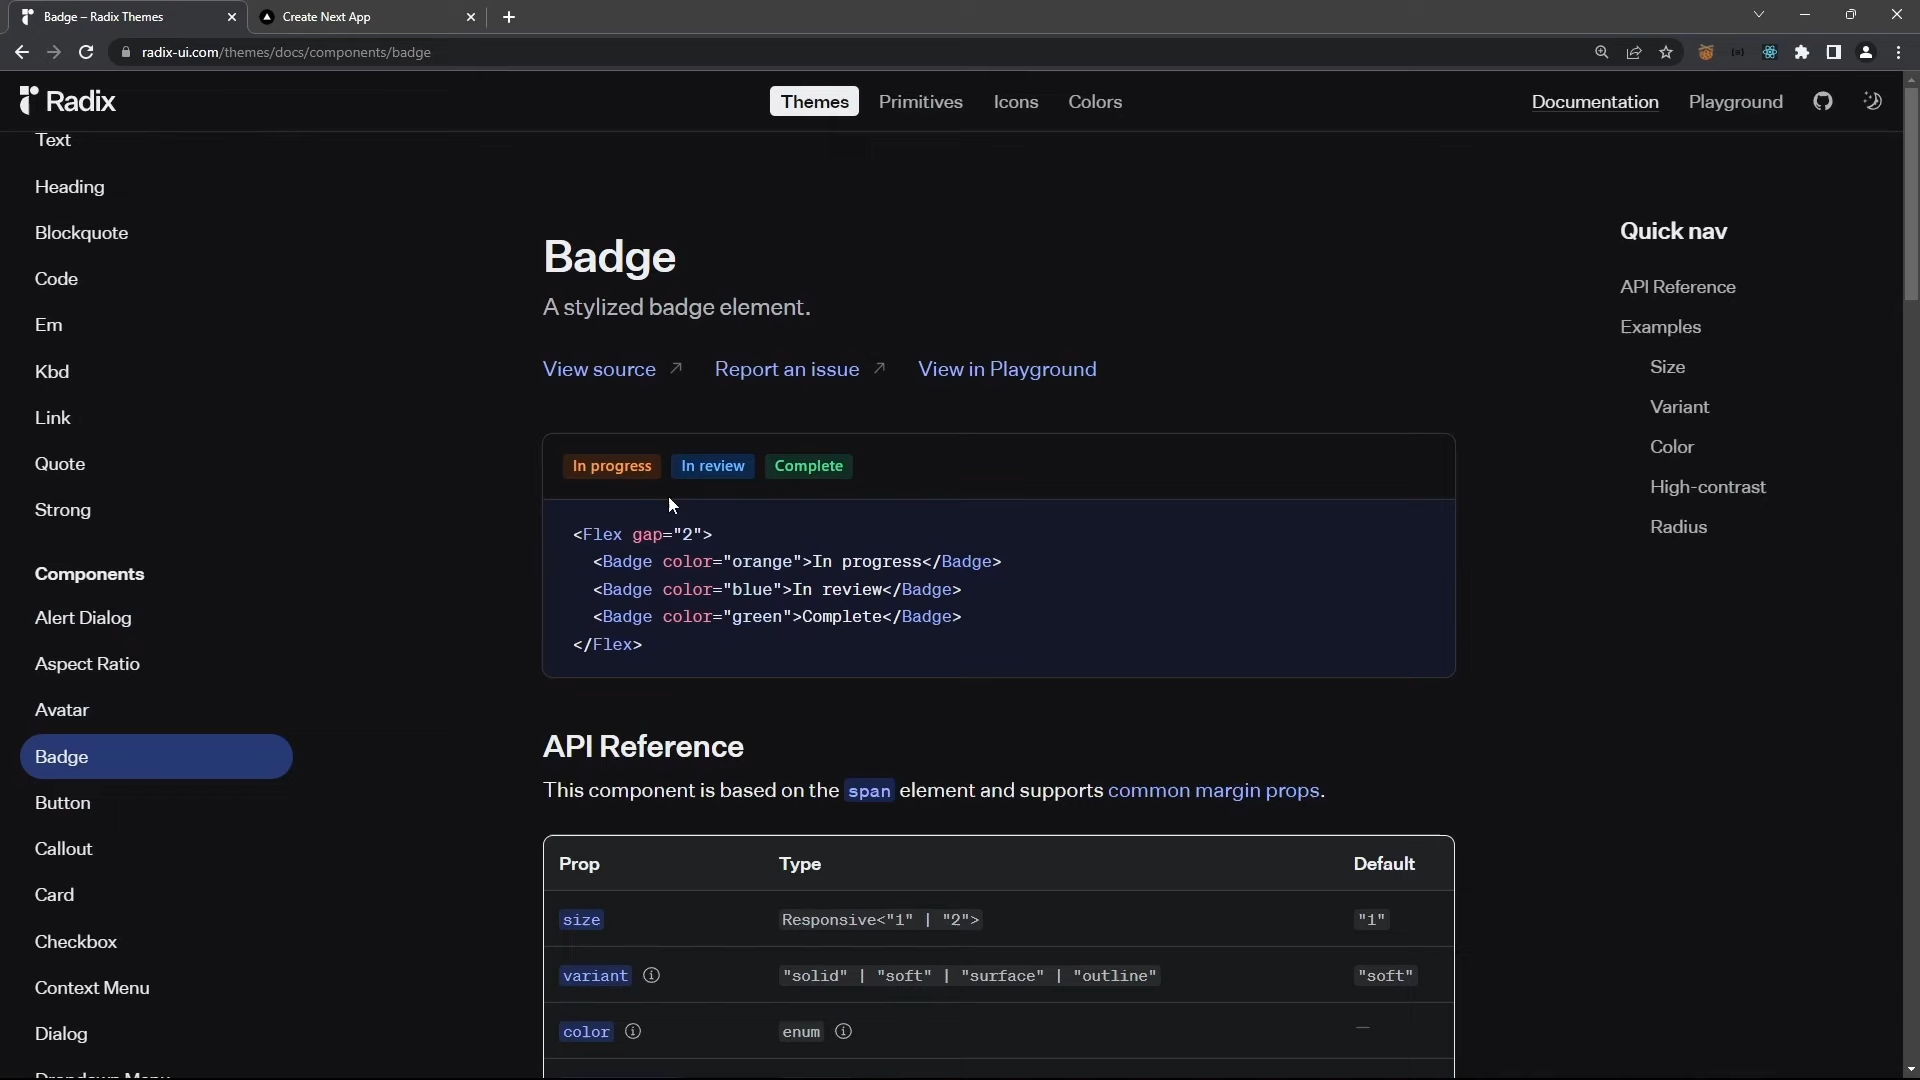 Badge – Radix Themes
Create Next App
radix-ui.com/themes/docs/components/badge
Radix
Themes
Primitives
Icons
Colors
Documentation
Playground
Text
Heading
Blockquote
Code
Em
Kbd
Link
Quote
Strong
Components
Alert Dialog
Aspect Ratio
Avatar
Badge
Button
Callout
Card
Checkbox
Context Menu
Dialog
Badge
A stylized badge element.
View source
Report an issue
View in Playground
In progress
In review
Complete
<Flex gap="2">
<Badge color="orange">In progress</Badge>
<Badge color="blue">In review</Badge>
<Badge color="green">Complete</Badge>
</Flex>
API Reference
This component is based on the span element and supports common margin props.
Prop Type Default
size Responsive<"1" | "2"> "1"
variant "solid" | "soft" | "surface" | "outline" "soft"
color enum —
Quick nav
API Reference
Examples
Size
Variant
Color
High-contrast
Radius